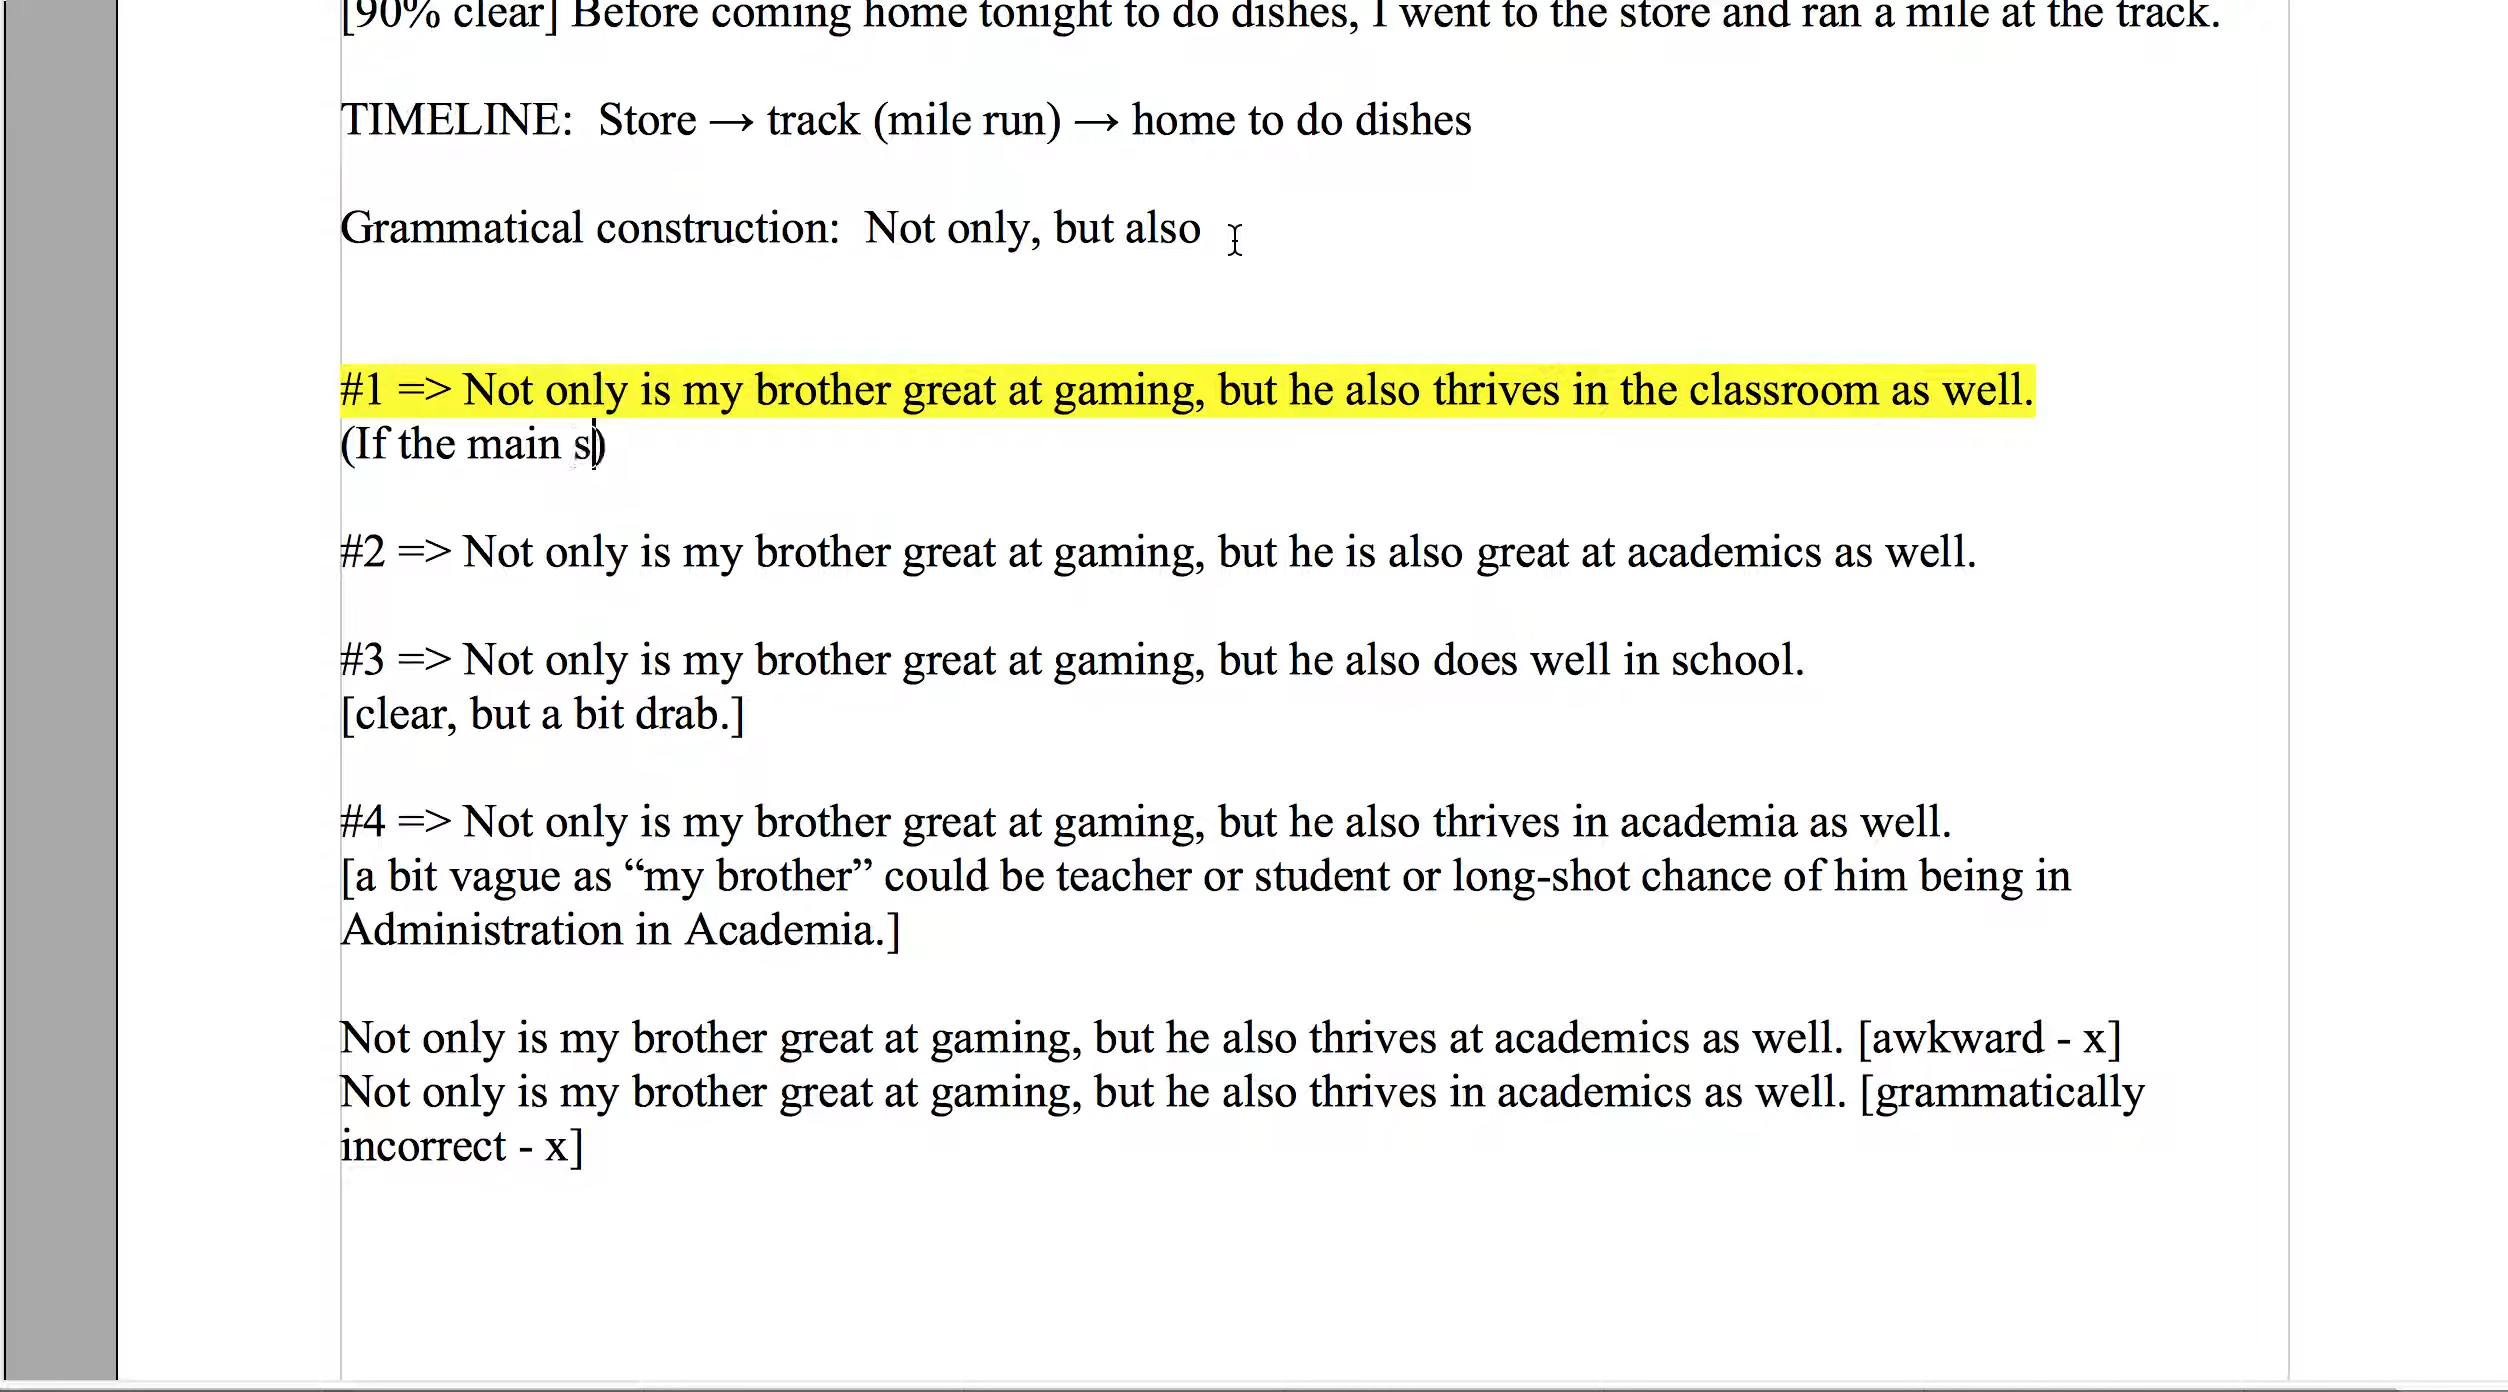 [90% clear] Before coming home tonight to do dishes, I went to the store and ran a mile at the track.
TIMELINE:  Store → track (mile run) → home to do dishes
Grammatical construction:  Not only, but also
#1 => Not only is my brother great at gaming, but he also thrives in the classroom as well.
(If the main s)
#2 => Not only is my brother great at gaming, but he is also great at academics as well.
#3 => Not only is my brother great at gaming, but he also does well in school.
[clear, but a bit drab.]
#4 => Not only is my brother great at gaming, but he also thrives in academia as well.
[a bit vague as “my brother” could be teacher or student or long-shot chance of him being in
Administration in Academia.]
Not only is my brother great at gaming, but he also thrives at academics as well. [awkward - x]
Not only is my brother great at gaming, but he also thrives in academics as well. [grammatically
incorrect - x]